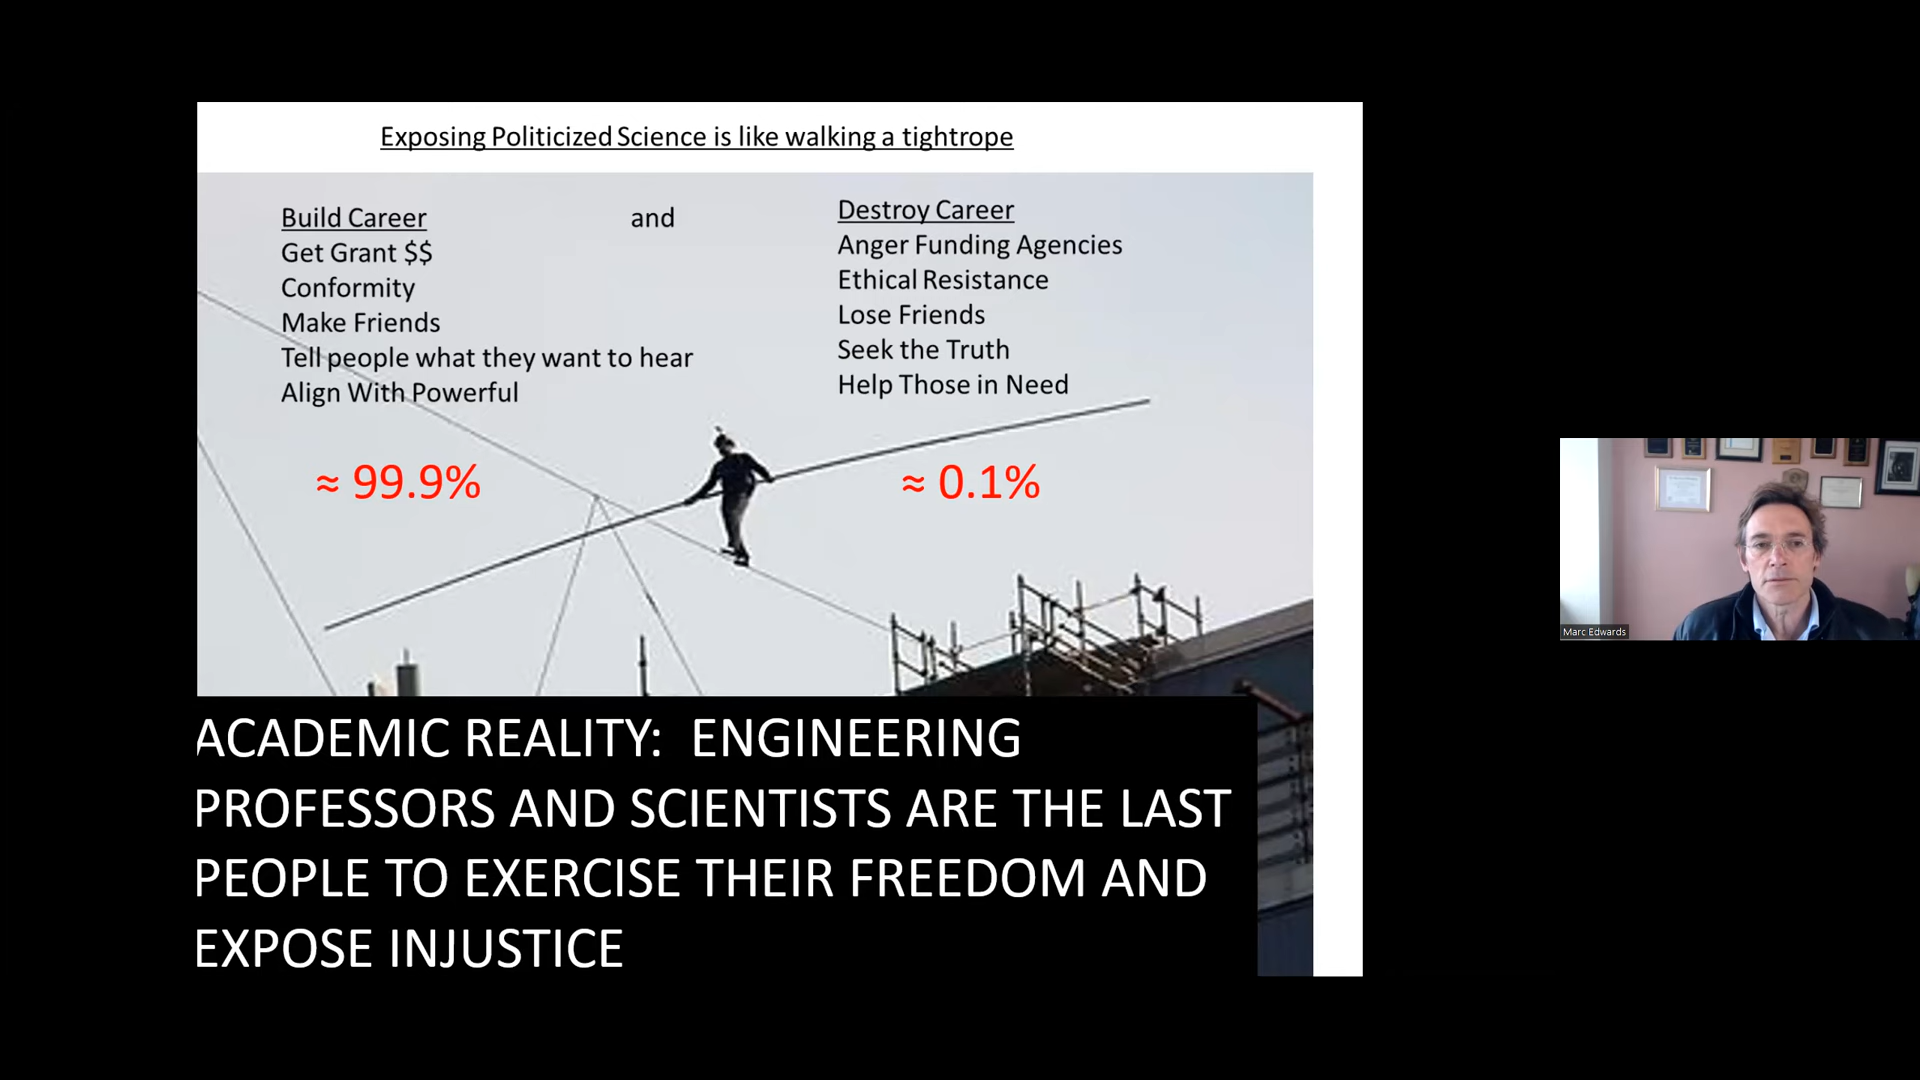 Exposing Politicized Science is like walking a tightrope
Build Career and
Get Grant $$
Conformity
Make Friends
Tell people what they want to hear
Align With Powerful
≈ 99.9%
Destroy Career
Anger Funding Agencies
Ethical Resistance
Lose Friends
Seek the Truth
Help Those in Need
≈ 0.1%
ACADEMIC REALITY: ENGINEERING
PROFESSORS AND SCIENTISTS ARE THE LAST
PEOPLE TO EXERCISE THEIR FREEDOM AND
EXPOSE INJUSTICE
Marc Edwards